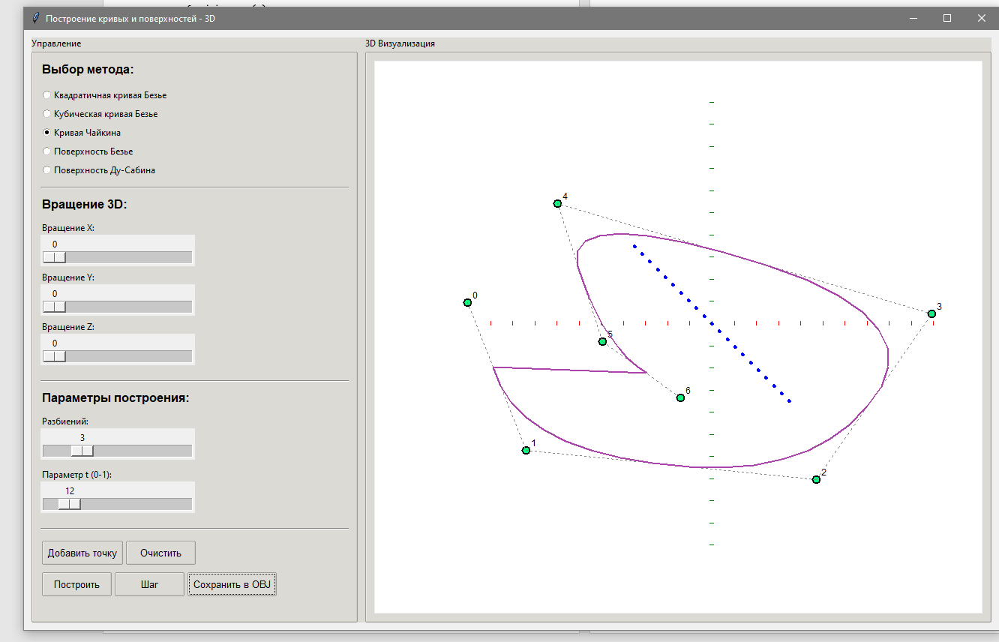 Построение кривых и поверхностей - 3D
Управление
3D Визуализация
Выбор метода:
Квадратичная кривая Безье
Кубическая кривая Безье
Кривая Чайкина
Поверхность Безье
Поверхность Ду-Сабина
Вращение 3D:
Вращение X:
0
Вращение Y:
0
Вращение Z:
0
Параметры построения:
Разбиений:
3
Параметр t (0-1):
12
Добавить точку
Очистить
Построить
Шаг
Сохранить в OBJ
4
0
3
5
6
1
2